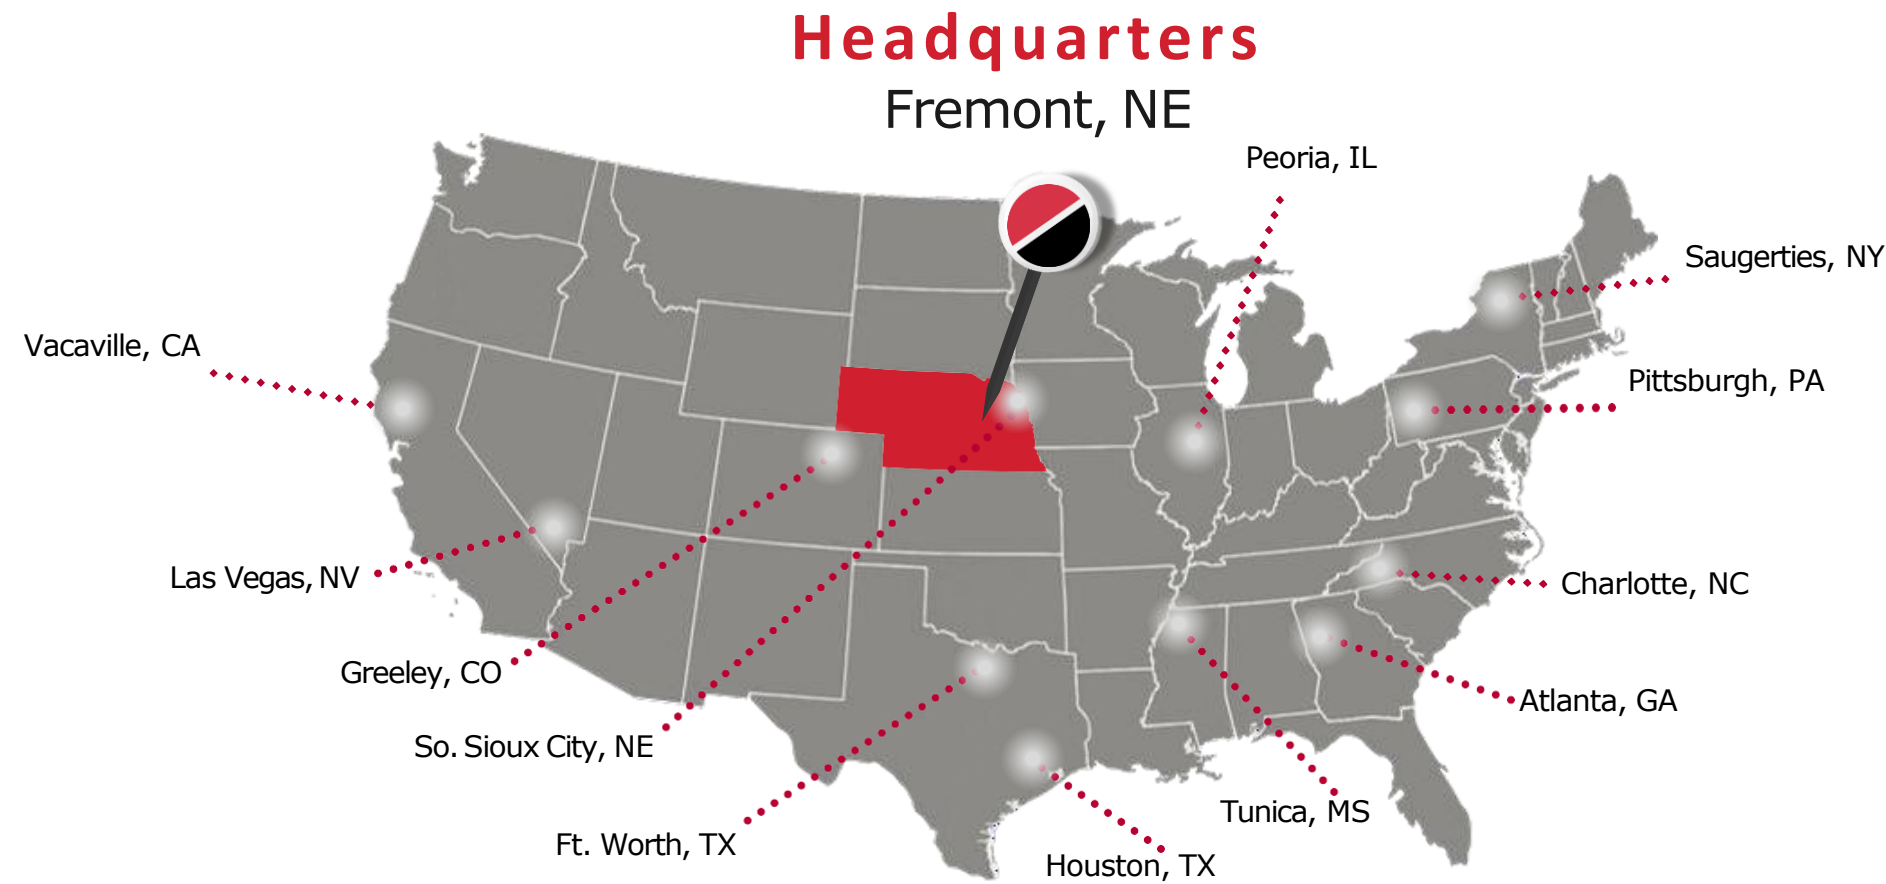 Headquarters
Fremont, NE
Peoria, IL
Saugerties, NY
Vacaville, CA
Pittsburgh, PA
Las Vegas, NV
Charlotte, NC
Greeley, CO
Atlanta, GA
So. Sioux City, NE
Tunica, MS
Ft. Worth, TX
Houston, TX